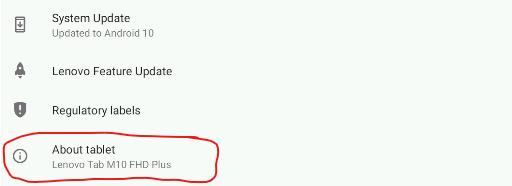 System Update
Updated to Android 10
Lenovo Feature Update
Regulatory labels
About tablet
Lenovo Tab M10 FHD Plus